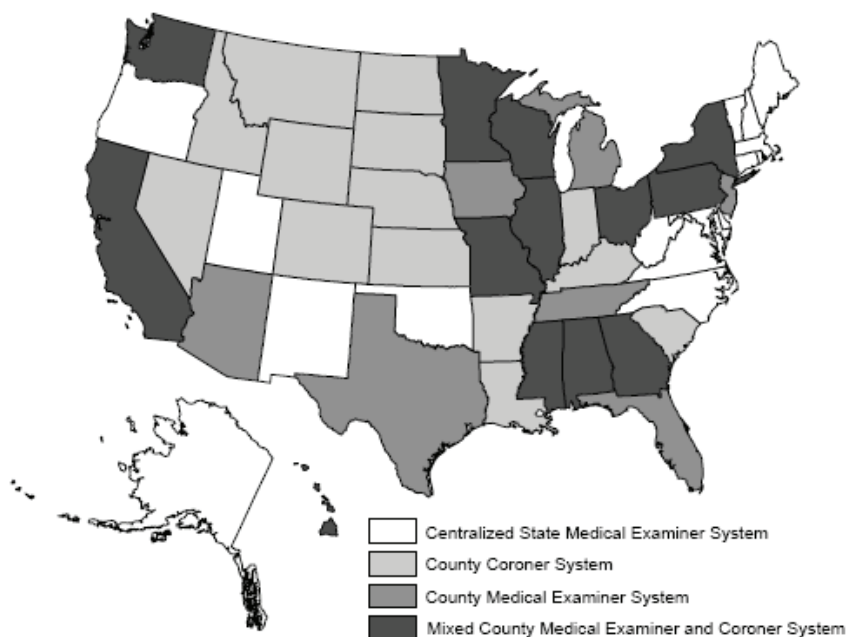 Centralized State Medical Examiner System
County Coroner System
County Medical Examiner System
Mixed County Medical Examiner and Coroner System